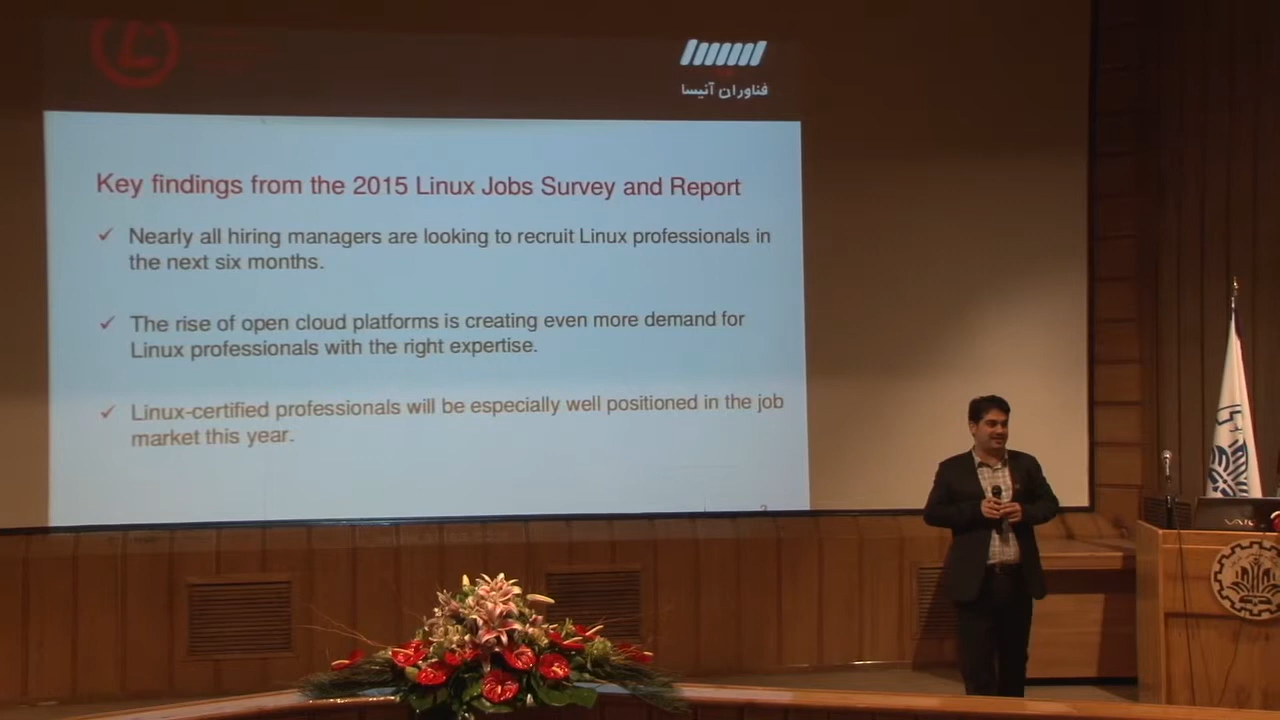 فناوران آنیسا
Key findings from the 2015 Linux Jobs Survey and Report
Nearly all hiring managers are looking to recruit Linux professionals in
the next six months.
The rise of open cloud platforms is creating even more demand for
Linux professionals with the right expertise.
Linux-certified professionals will be especially well positioned in the job
market this year.
VAIO